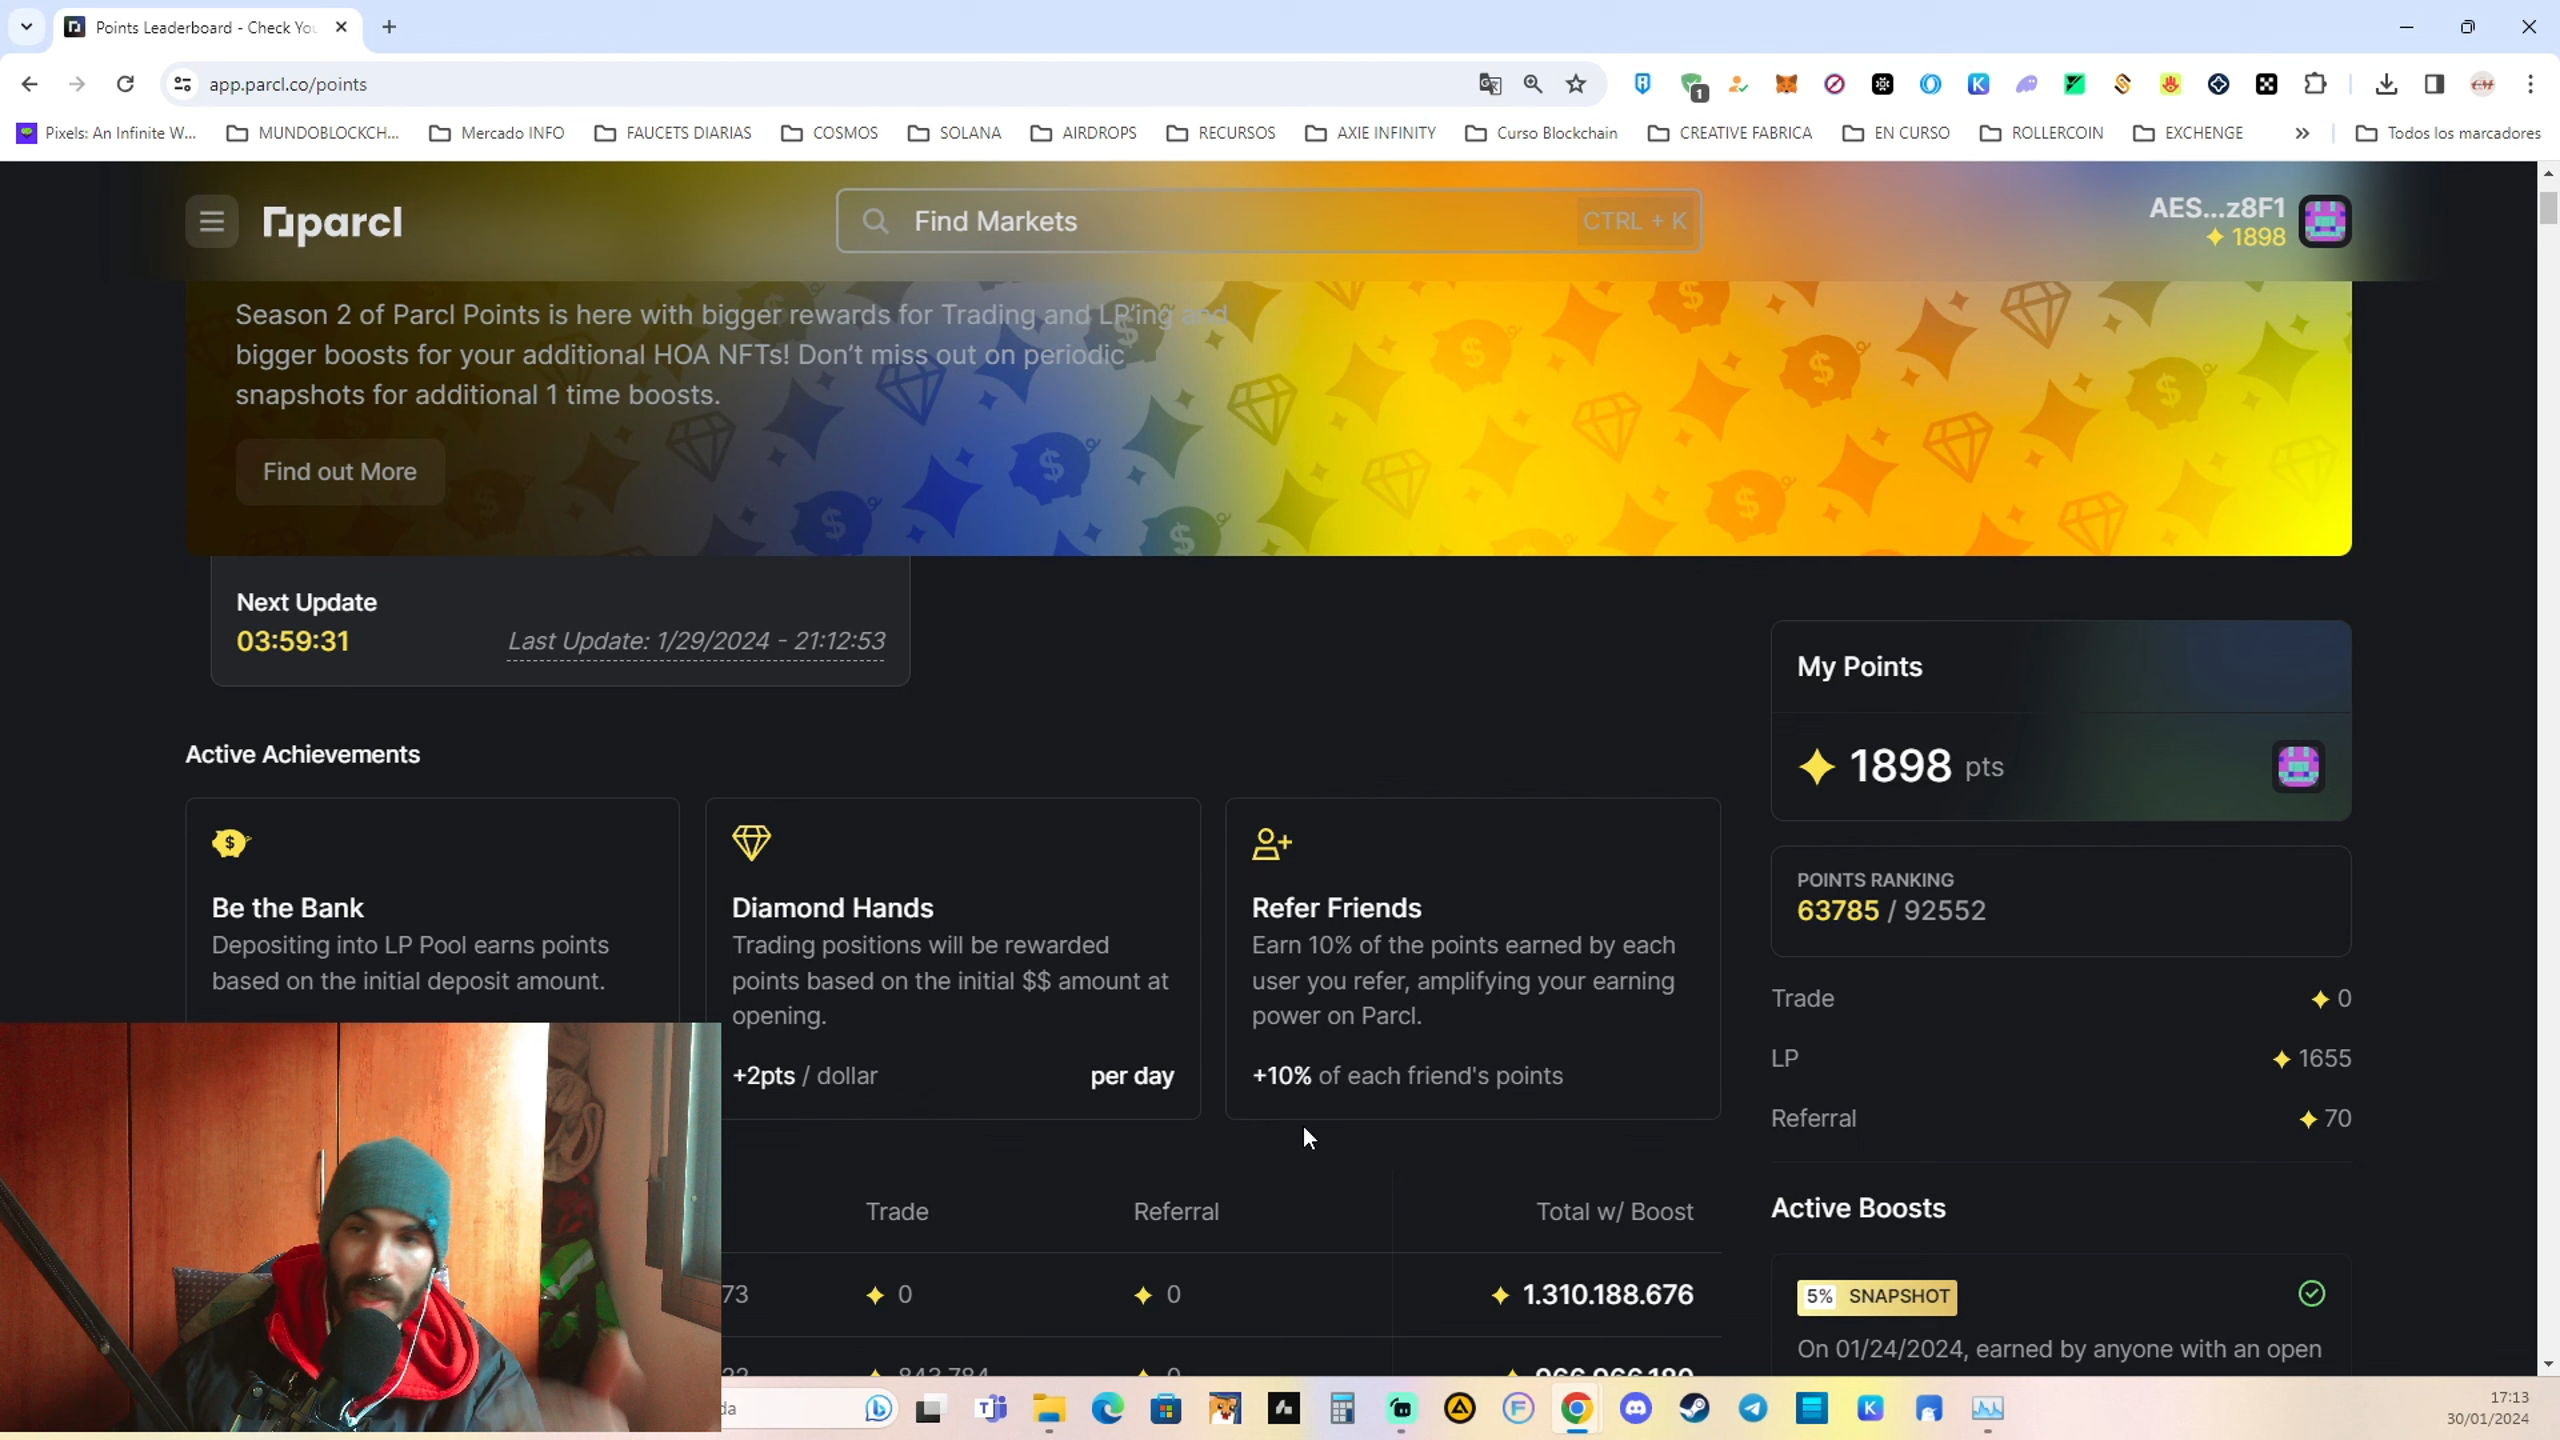 Points Leaderboard - Check You
app.parcl.co/points
1
Pixels: An Infinite W...
MUNDOBLOCKCH...
Mercado INFO
FAUCETS DIARIAS
COSMOS
SOLANA
AIRDROPS
RECURSOS
AXIE INFINITY
Curso Blockchain
CREATIVE FABRICA
EN CURSO
ROLLERCOIN
EXCHENGE
Todos los marcadores
parcl
Find Markets
CTRL + K
AES...z8F1
1898
Season 2 of Parcl Points is here with bigger rewards for Trading and LP'ing and
bigger boosts for your additional HOA NFTs! Don't miss out on periodic
snapshots for additional 1 time boosts.
Find out More
Next Update
03:59:31
Last Update: 1/29/2024 - 21:12:53
My Points
1898 pts
POINTS RANKING
63785 / 92552
Trade
0
LP
1655
Referral
70
Active Achievements
Be the Bank
Depositing into LP Pool earns points
based on the initial deposit amount.
Diamond Hands
Trading positions will be rewarded
points based on the initial $$ amount at
opening.
+2pts / dollar
per day
Refer Friends
Earn 10% of the points earned by each
user you refer, amplifying your earning
power on Parcl.
+10% of each friend's points
Trade
Referral
Total w/ Boost
73
0
0
1.310.188.676
Active Boosts
5% SNAPSHOT
On 01/24/2024, earned by anyone with an open
da
17:13
30/01/2024